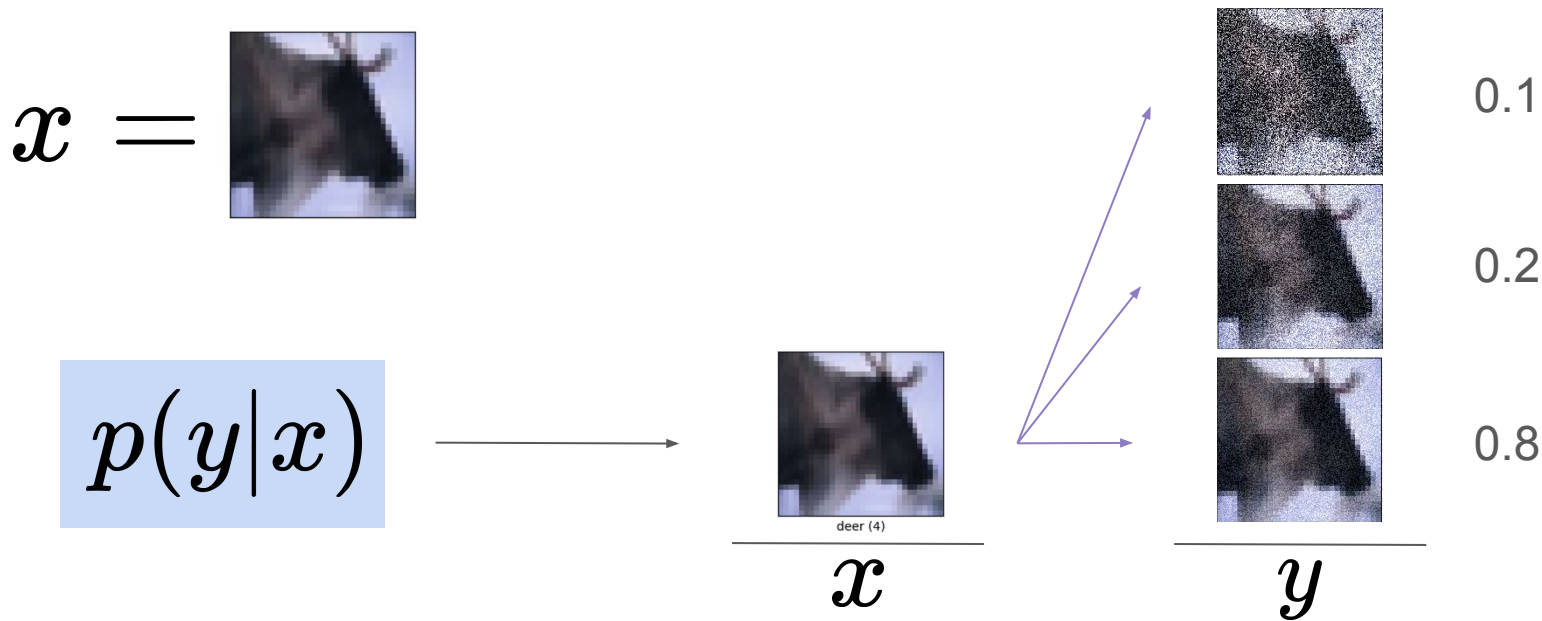 x =
0.1
0.2
p(y|x)
0.8
deer (4)
x
y